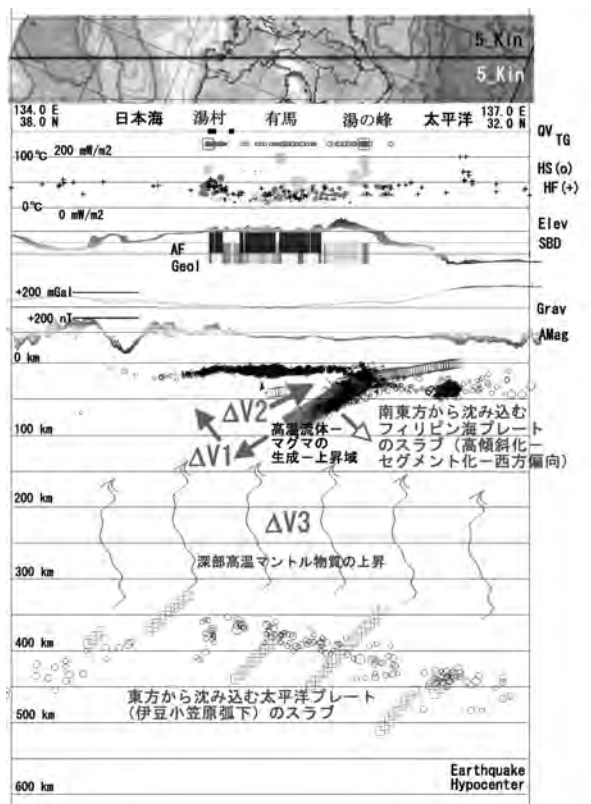 5_Kin
5_Kin
134.0 E
38.0 N
日本海
湯村
有馬
湯の峰
太平洋
137.0 E
32.0 N
QV
TG
100℃
200 mW/m2
HS(o)
HF(+)
0℃
0 mW/m2
Elev
SBD
AF
Geol
+200 mGal
Grav
+200 nT
AMag
0 km
ΔV2
高温流体ー
マグマの
生成ー上昇域
南東方から沈み込む
フィリピン海プレート
のスラブ(高傾斜化ー
セグメント化ー西方偏向)
ΔV1
100 km
200 km
ΔV3
深部高温マントル物質の上昇
300 km
400 km
東方から沈み込む太平洋プレート
(伊豆小笠原弧下)のスラブ
500 km
Earthquake
Hypocenter
600 km